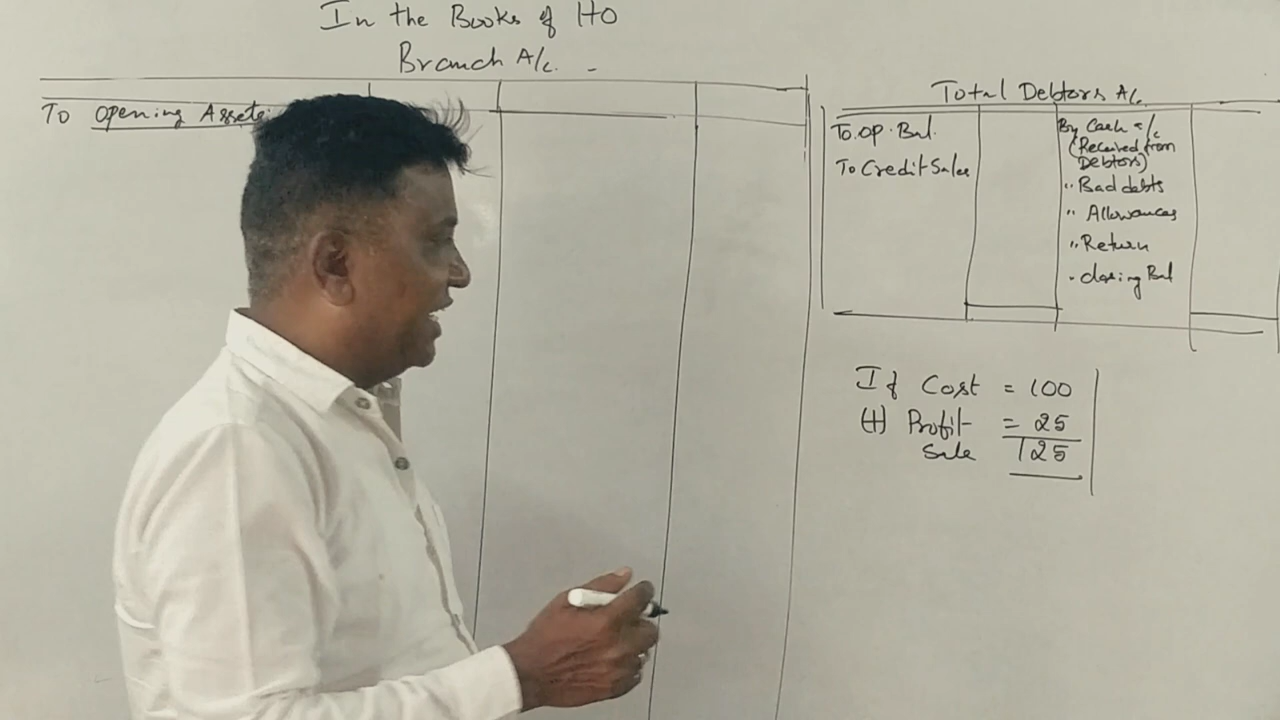 In the Books of HO
Branch A/c.
To Opening Assets
Total Debtors A/c
To. Op. Bal.
To Credit Sales
By Cash a/c
(Received from
Debtors)
" Bad debts
" Allowances
" Return
- closing Bal
If Cost = 100
(+) Profit = 25
Sale 125